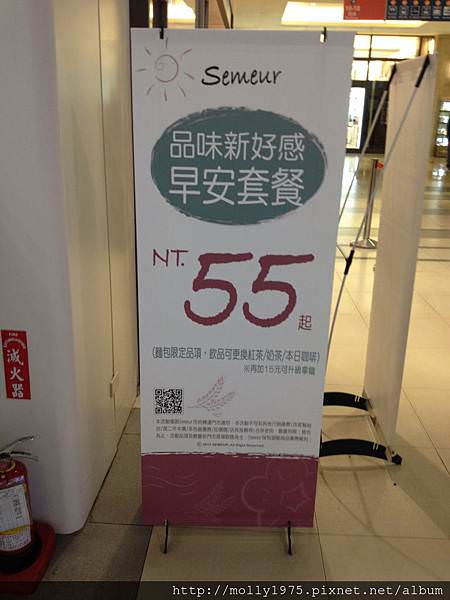 Semeur
品味新好感
早安套餐
NT. 55起
(麵包限定品項，飲品可更換紅茶/奶茶/本日咖啡)
※再加15元可升級拿鐵
滅火器
http://molly1975.pixnet.net/album